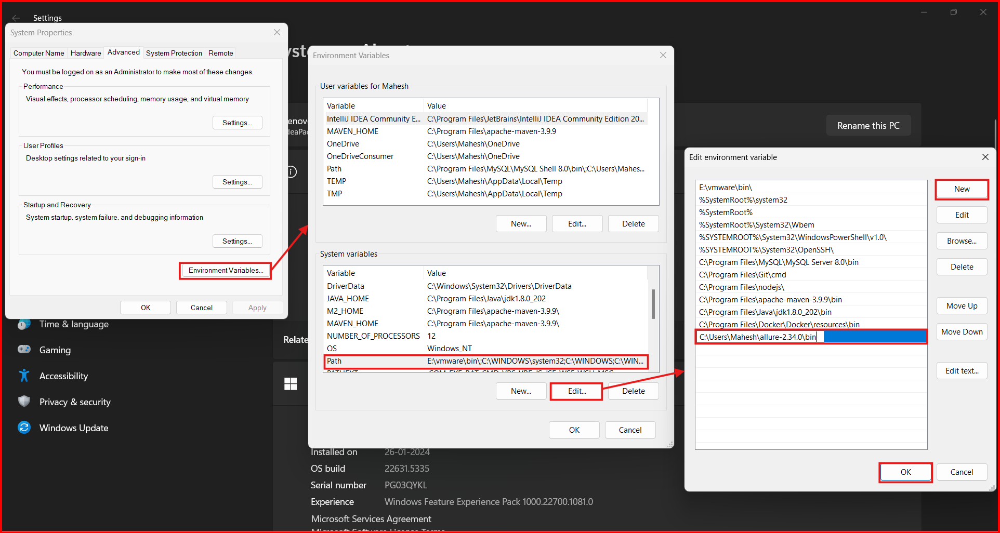 Settings
System Properties
Computer Name
Hardware
Advanced
System Protection
Remote
You must be logged on as an Administrator to make most of these changes.
Performance
Visual effects, processor scheduling, memory usage, and virtual memory
Settings...
User Profiles
Desktop settings related to your sign-in
Settings...
Startup and Recovery
System startup, system failure, and debugging information
Settings...
Environment Variables...
OK
Cancel
Apply
Time & language
Gaming
Accessibility
Privacy & security
Windows Update
Environment Variables
User variables for Mahesh
Variable Value
IntelliJ IDEA Community E... C:\Program Files\JetBrains\IntelliJ IDEA Community Edition 20...
MAVEN_HOME C:\Program Files\apache-maven-3.9.9
OneDrive C:\Users\Mahesh\OneDrive
OneDriveConsumer C:\Users\Mahesh\OneDrive
Path C:\Program Files\MySQL\MySQL Shell 8.0\bin\;C:\Users\Mahes...
TEMP C:\Users\Mahesh\AppData\Local\Temp
TMP C:\Users\Mahesh\AppData\Local\Temp
New...
Edit...
Delete
System variables
Variable Value
DriverData C:\Windows\System32\Drivers\DriverData
JAVA_HOME C:\Program Files\Java\jdk1.8.0_202
M2_HOME C:\Program Files\apache-maven-3.9.9\
MAVEN_HOME C:\Program Files\apache-maven-3.9.9\
NUMBER_OF_PROCESSORS 12
OS Windows_NT
Path E:\vmware\bin\;C:\WINDOWS\system32;C:\WINDOWS;C:\WIN...
New...
Edit...
Delete
OK
Cancel
Relate
Installed on 26-01-2024
OS build 22631.5335
Serial number PG03QYKL
Experience Windows Feature Experience Pack 1000.22700.1081.0
Microsoft Services Agreement
Rename this PC
Edit environment variable
E:\vmware\bin\
%SystemRoot%\system32
%SystemRoot%
%SystemRoot%\System32\Wbem
%SYSTEMROOT%\System32\WindowsPowerShell\v1.0\
%SYSTEMROOT%\System32\OpenSSH\
C:\Program Files\MySQL\MySQL Server 8.0\bin
C:\Program Files\Git\cmd
C:\Program Files\nodejs\
C:\Program Files\apache-maven-3.9.9\bin
C:\Program Files\Java\jdk1.8.0_202\bin
C:\Program Files\Docker\Docker\resources\bin
C:\Users\Mahesh\allure-2.34.0\bin
New
Edit
Browse...
Delete
Move Up
Move Down
Edit text...
OK
Cancel